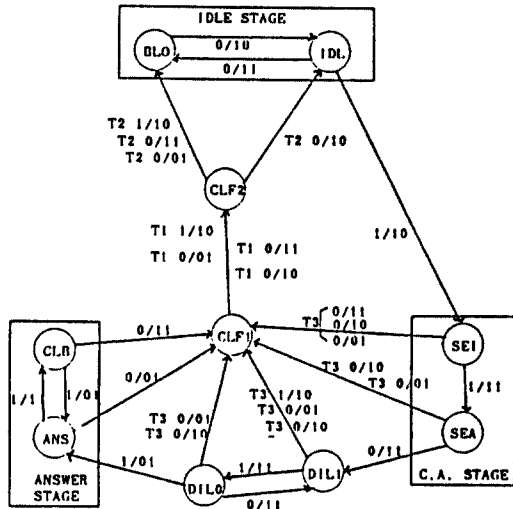 IDLE STAGE
0/10
BLO
IDL
0/11
T2 1/10
T2 0/11
T2 0/01
T2 0/10
CLF2
T1 1/10
T1 0/11
T1 0/01
T1 0/10
1/10
T3
0/11
0/10
0/01
CLF1
SEI
0/11
CLB
T3 0/10
T3 0/01
1/11
1/1
1/01
0/01
T3 1/10
T3 0/01
T3 0/01
T3 0/10
T3 0/10
ANS
SEA
1/01
1/11
0/11
ANSWER
STAGE
DIL0
DIL1
0/11
C.A. STAGE